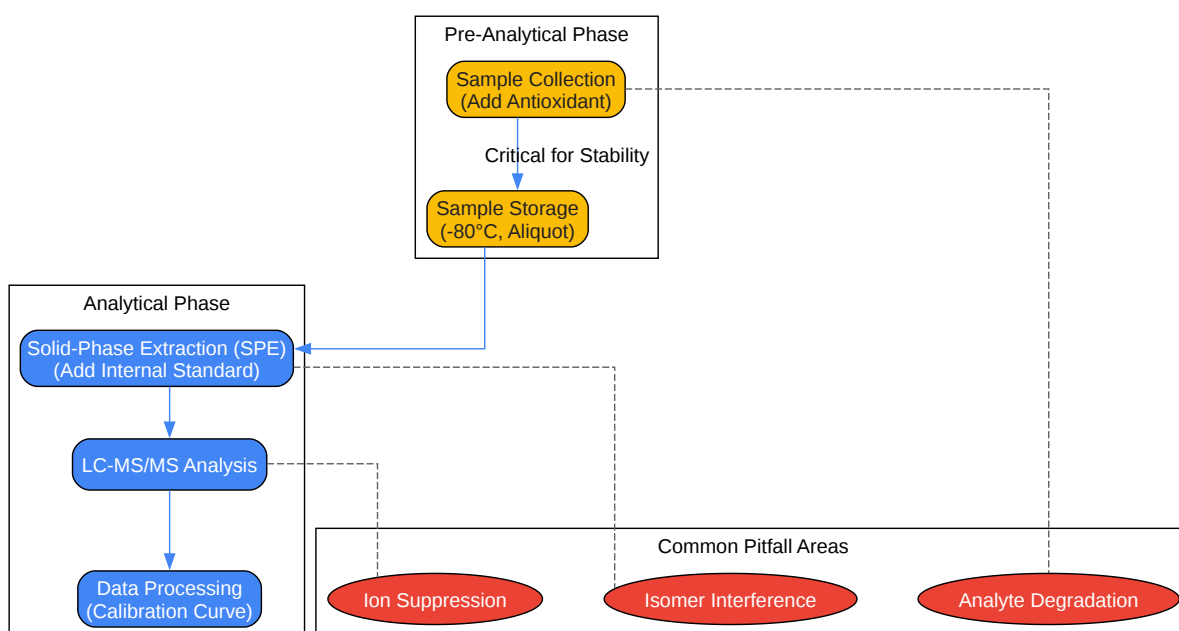 Pre-Analytical Phase
Sample Collection
(Add Antioxidant)
Critical for Stability
Sample Storage
(-80°C, Aliquot)
Analytical Phase
Solid-Phase Extraction (SPE)
(Add Internal Standard)
LC-MS/MS Analysis
Data Processing
(Calibration Curve)
Common Pitfall Areas
Ion Suppression
Isomer Interference
Analyte Degradation